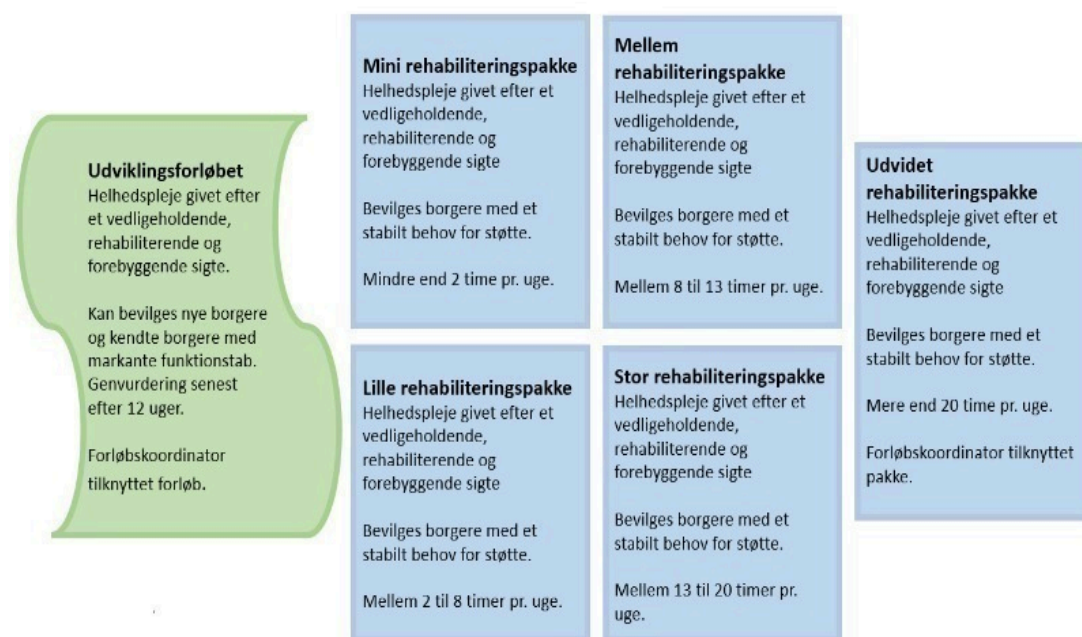 Udviklingsforløbet
Helhedspleje givet efter
et vedligeholdende,
rehabiliterende og
forebyggende sigte.
Kan bevilges nye borgere
og kendte borgere med
markante funktionstab.
Genvurdering senest
efter 12 uger.
Forløbskoordinator
tilknyttet forløb.
Mini rehabiliteringspakke
Helhedspleje givet efter et
vedligeholdende,
rehabiliterende og
forebyggende sigte
Bevilges borgere med et
stabilt behov for støtte.
Mindre end 2 time pr. uge.
Lille rehabiliteringspakke
Helhedspleje givet efter et
vedligeholdende,
rehabiliterende og
forebyggende sigte
Bevilges borgere med et
stabilt behov for støtte.
Mellem 2 til 8 timer pr. uge.
Mellem
rehabiliteringspakke
Helhedspleje givet efter et
vedligeholdende,
rehabiliterende og
forebyggende sigte
Bevilges borgere med et
stabilt behov for støtte.
Mellem 8 til 13 timer pr. uge.
Stor rehabiliteringspakke
Helhedspleje givet efter et
vedligeholdende,
rehabiliterende og
forebyggende sigte
Bevilges borgere med et
stabilt behov for støtte.
Mellem 13 til 20 timer pr.
uge.
Udvidet
rehabiliteringspakke
Helhedspleje givet efter et
vedligeholdende,
rehabiliterende og
forebyggende sigte
Bevilges borgere med et
stabilt behov for støtte.
Mere end 20 time pr. uge.
Forløbskoordinator tilknyttet
pakke.